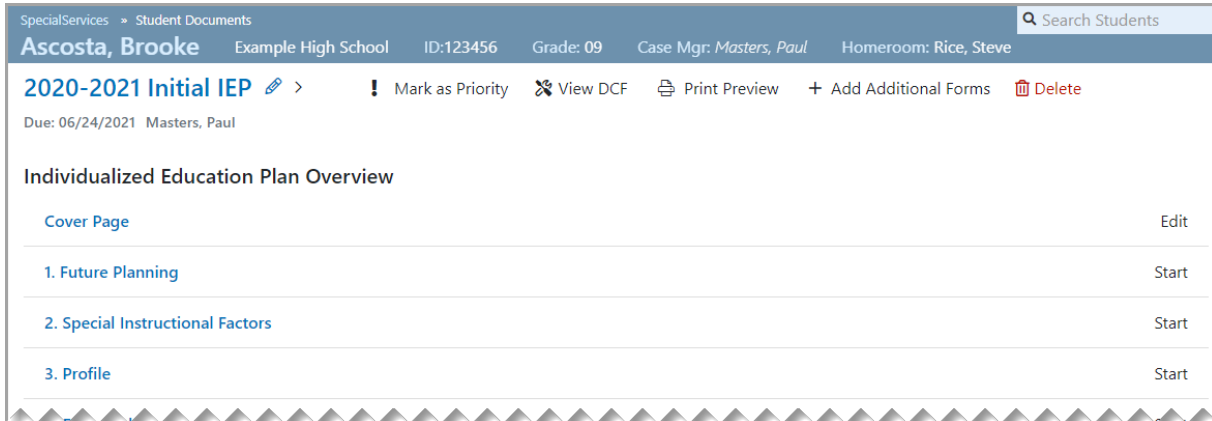 SpecialServices » Student Documents
Search Students
Ascosta, Brooke Example High School ID:123456 Grade: 09 Case Mgr: Masters, Paul Homeroom: Rice, Steve
2020-2021 Initial IEP > ! Mark as Priority View DCF Print Preview + Add Additional Forms Delete
Due: 06/24/2021 Masters, Paul
Individualized Education Plan Overview
Cover Page Edit
1. Future Planning Start
2. Special Instructional Factors Start
3. Profile Start